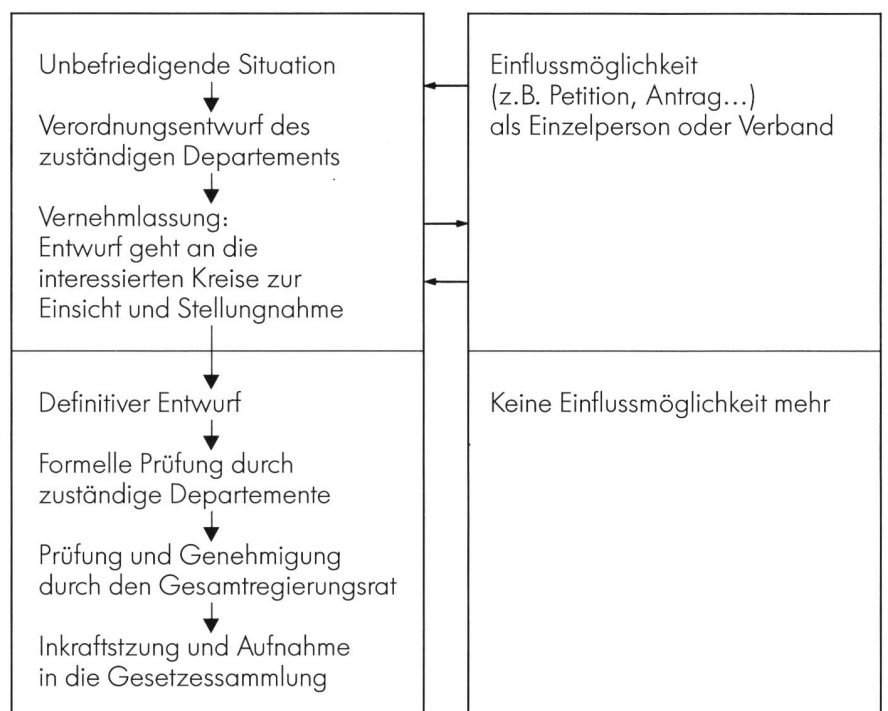 Unbefriedigende Situation
Verordnungsentwurf des
zuständigen Departements
Vernehmlassung:
Entwurf geht an die
interessierten Kreise zur
Einsicht und Stellungnahme
Definitiver Entwurf
Formelle Prüfung durch
zuständige Departemente
Prüfung und Genehmigung
durch den Gesamtregierungsrat
Inkraftstzung und Aufnahme
in die Gesetzessammlung
Einflussmöglichkeit
(z.B. Petition, Antrag...)
als Einzelperson oder Verband
Keine Einflussmöglichkeit mehr